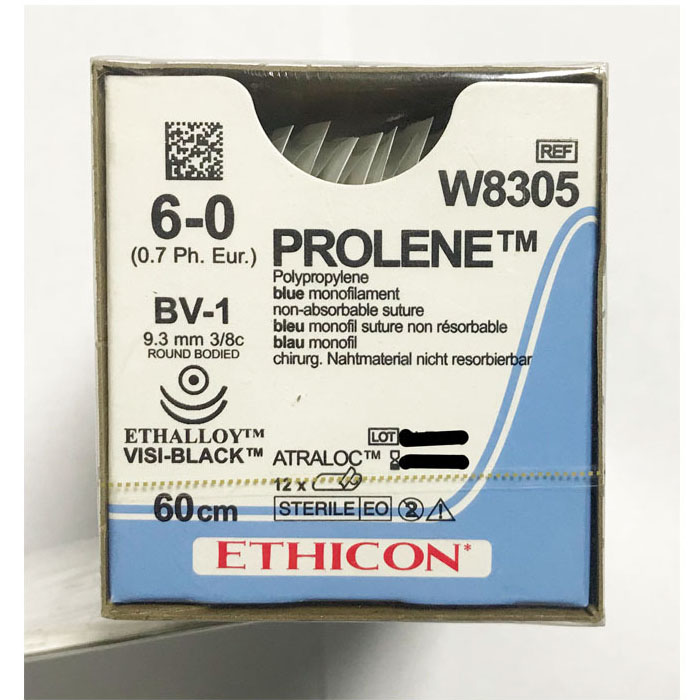 REF
W8305
6-0
(0.7 Ph. Eur.)
PROLENE™
Polypropylene
blue monofilament
non-absorbable suture
bleu monofil suture non résorbable
blau monofil
chirurg. Nahtmaterial nicht resorbierbar
BV-1
9.3 mm 3/8c
ROUND BODIED
ETHALLOY™
VISI-BLACK™
LOT
ATRALOC™
12 x
60cm
STERILE EO 2
ETHICON*